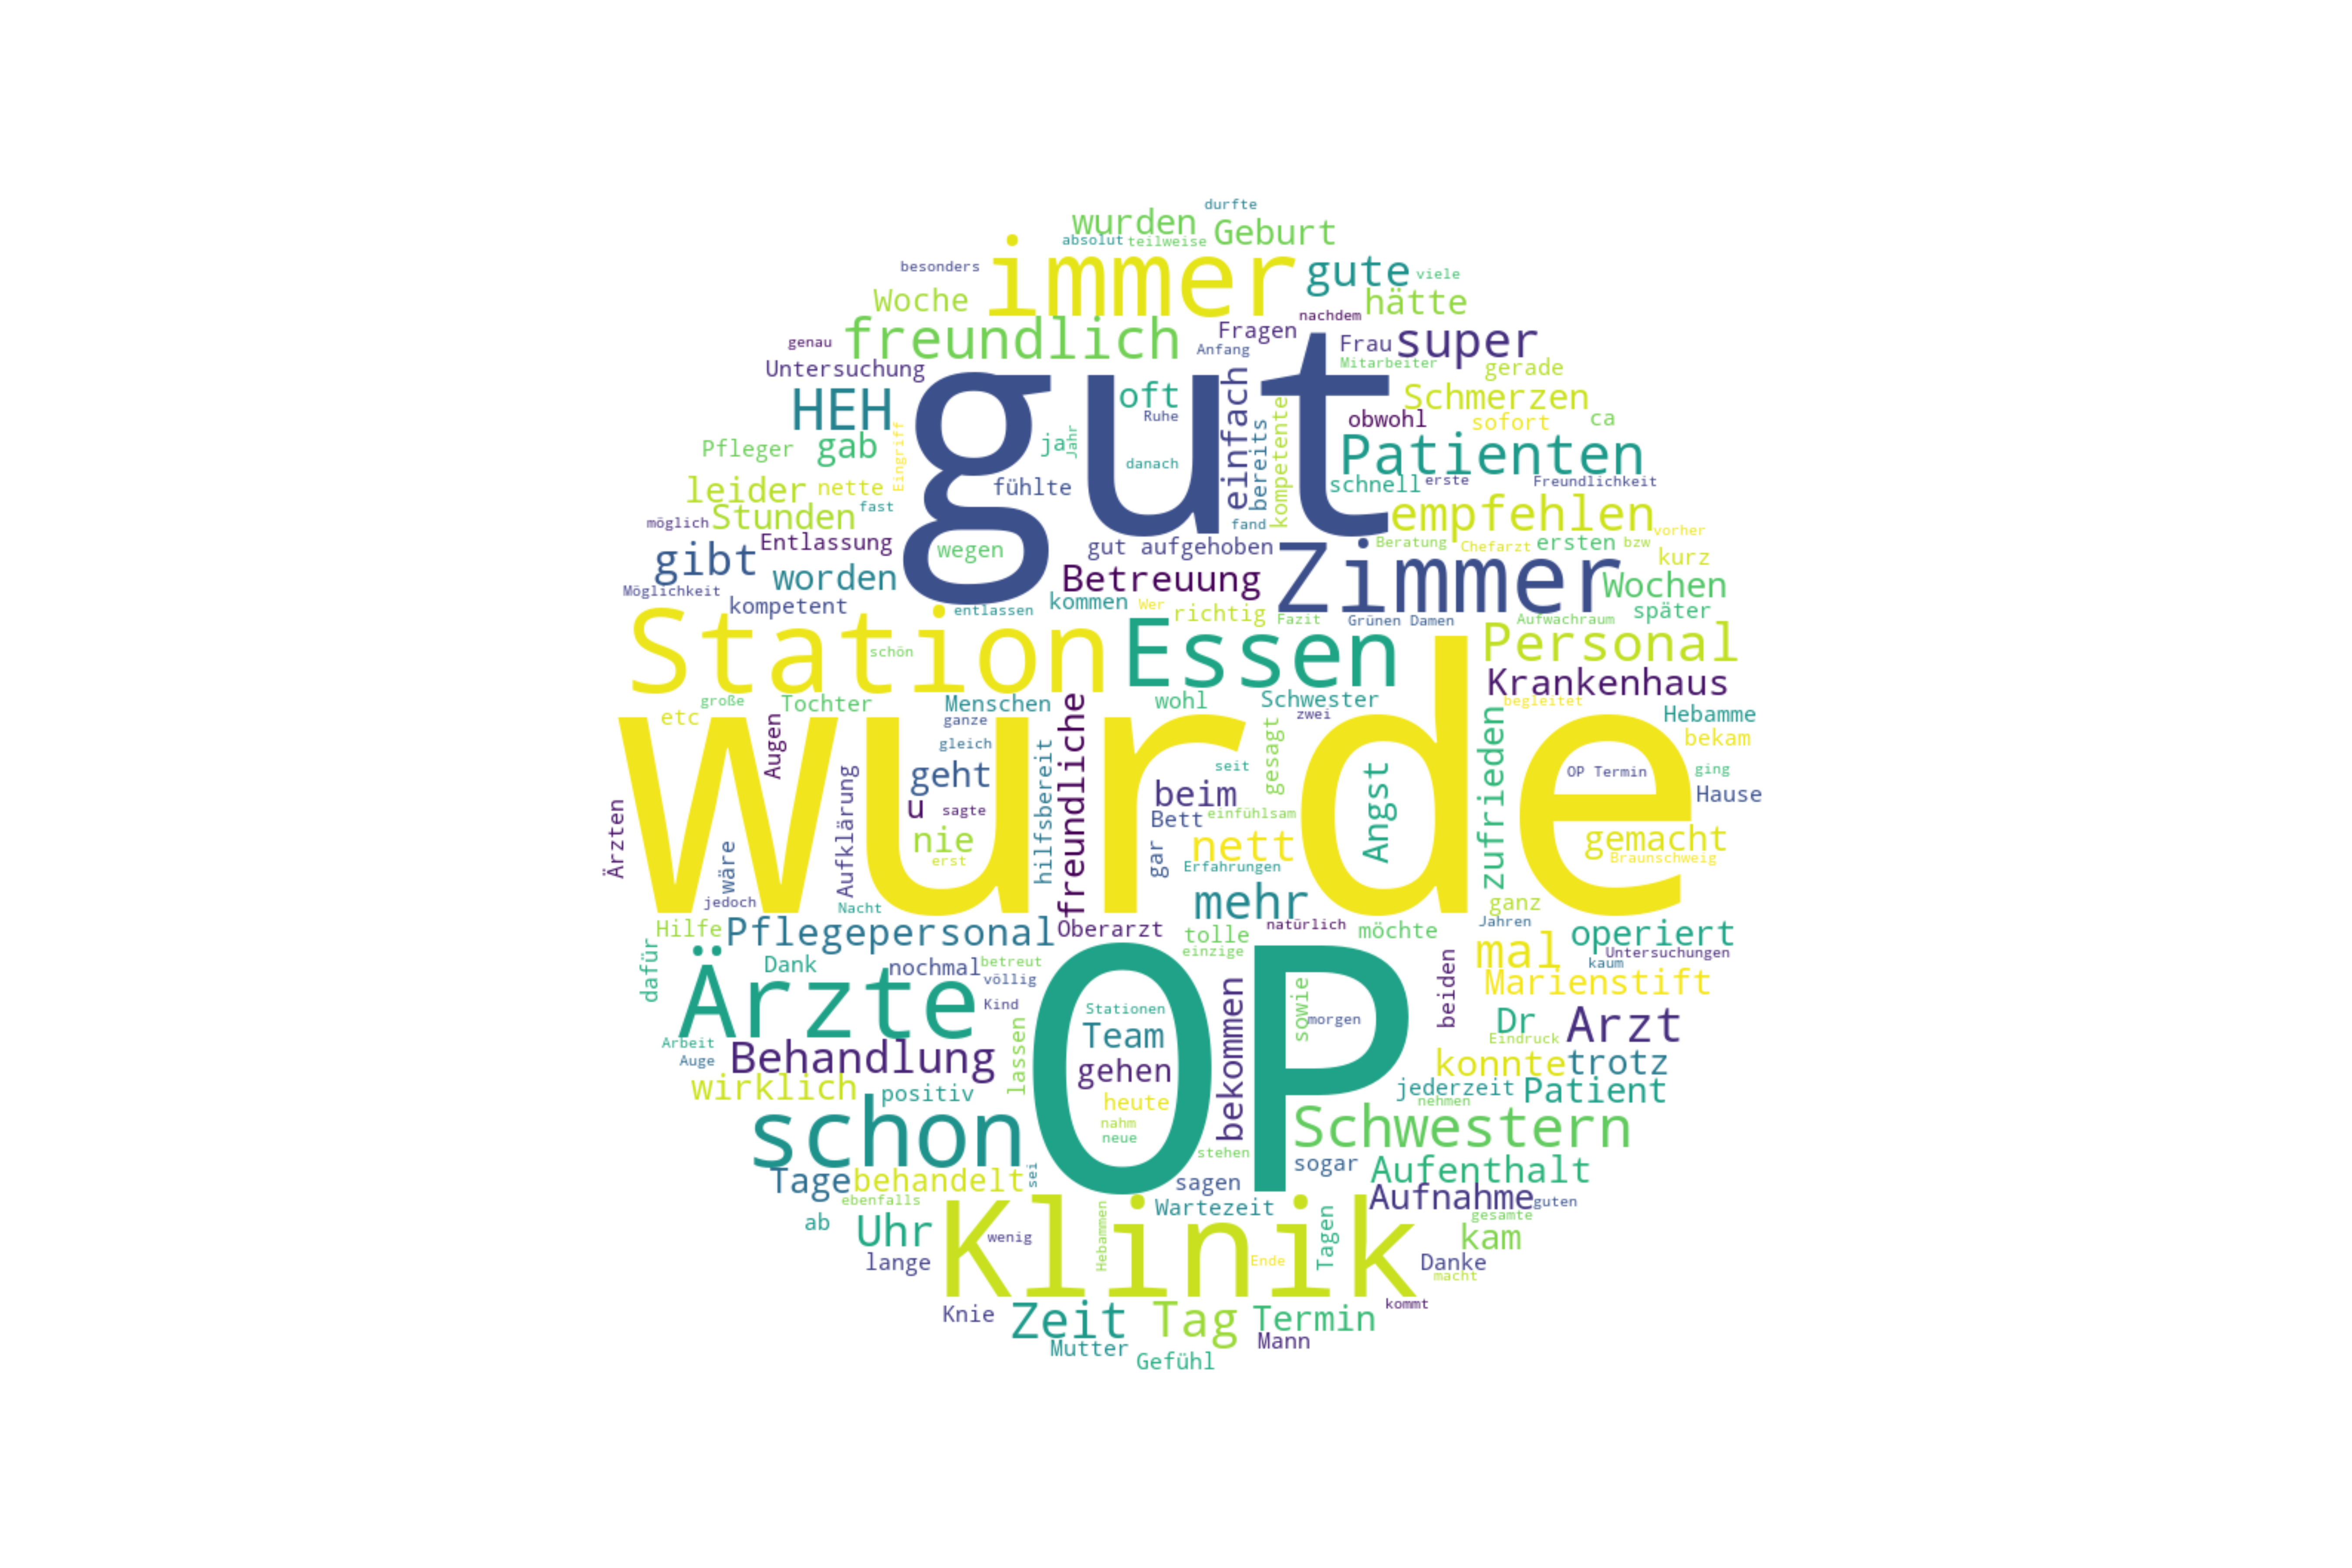 durfte
wurden
Geburt
absolut
teilweise
immer
besonders
gute
viele
Woche
hätte
freundlich
Fragen
nachdem
super
genau
Anfang
Frau
Mitarbeiter
Untersuchung
gut
gerade
HEH
oft
einfach
Schmerzen
Ruhe
obwohl
sofort
ca
Pfleger
gab
Eingriff
ja
Jahr
bereits
kompetente
Patienten
danach
leider
nette
fühlte
schnell
erste
Freundlichkeit
möglich
Stunden
fast
fand
empfehlen
vorher
gibt
Entlassung
wegen
gut aufgehoben
Zimmer
Beratung
Chefarzt
ersten
bzw
kurz
worden
Betreuung
Wochen
Möglichkeit
kompetent
entlassen
kommen
Wer
richtig
Fazit
Grünen Damen
Aufwachraum
später
Station
schön
Essen
Personal
Krankenhaus
große
Tochter
Menschen
freundliche
wohl
Schwester
begleitet
etc
Augen
ganze
zwei
zufrieden
Hebamme
wurde
gleich
gesagt
bekam
geht
hilfsbereit
seit
Angst
OP Termin
ging
Ärzten
Aufklärung
u
sagte
beim
Bett
einfühlsam
Hause
nie
erst
nett
gemacht
Braunschweig
wäre
gar
Erfahrungen
jedoch
Nacht
mehr
ganz
Hilfe
Pflegepersonal
Oberarzt
tolle
natürlich
möchte
Jahren
operiert
dafür
Dank
nochmal
betreut
einzige
mal
Untersuchungen
kaum
Ärzte
völlig
OP
beiden
Marienstift
Kind
Stationen
bekommen
sowie
morgen
Dr
Arzt
Arbeit
Team
Eindruck
Auge
Behandlung
lassen
gehen
konnte
trotz
wirklich
positiv
heute
jederzeit
Patient
nehmen
schon
nahm
neue
Schwestern
stehen
Tage
behandelt
sei
sagen
sogar
Aufenthalt
ebenfalls
Wartezeit
Aufnahme
guten
ab
Uhr
Klinik
wenig
Hebammen
Tagen
gesamte
kam
lange
Ende
Danke
macht
Knie
Zeit
Tag
Termin
kommt
Mutter
Mann
Gefühl